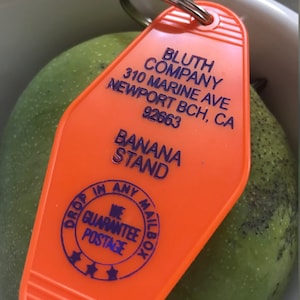 BLUTH
COMPANY
310 MARINE AVE
NEWPORT BCH, CA
92663
BANANA
STAND
DROP IN ANY MAILBOX
WE
GUARANTEE
POSTAGE